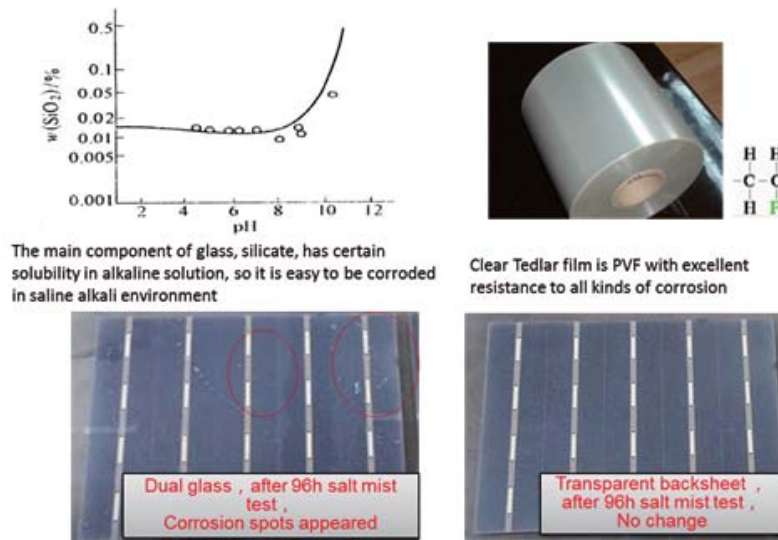 0.5
0.1
0.05
0.02
0.01
0.005
0.001
w(SiO₂)/%
2 4 6 8 10 12
pH
H H
–C–C
H F
The main component of glass, silicate, has certain
solubility in alkaline solution, so it is easy to be corroded
in saline alkali environment
Clear Tedlar film is PVF with excellent
resistance to all kinds of corrosion
Dual glass , after 96h salt mist
test ,
Corrosion spots appeared
Transparent backsheet ,
after 96h salt mist test ,
No change